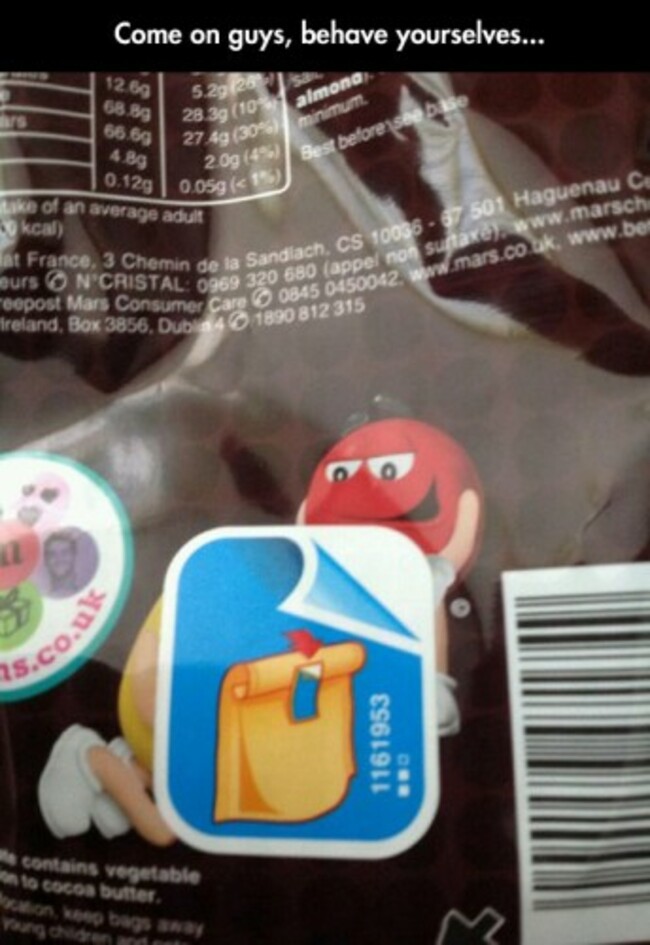 Come on guys, behave yourselves...
12.6g 5.2g (26%)
68.8g 28.3g (10%) almond).
66.6g 27.4g (30%) minimum.
4.8g 2.0g (4%) Best before: see base
0.12g 0.05g (< 1%)
of an average adult
kcal)
France, 3 Chemin de la Sandlach, CS 10036 - 67 501 Haguenau
N°CRISTAL: 0969 320 680 (appel non surtaxé), www.marsch
Mars Consumer Care 0845 0450042, www.mars.co.uk, www.be
Ireland, Box 3856, Dublin 4 1890 812 315
ms.co.uk
1161953
contains vegetable
to cocoa butter.
keep bags away
young children and